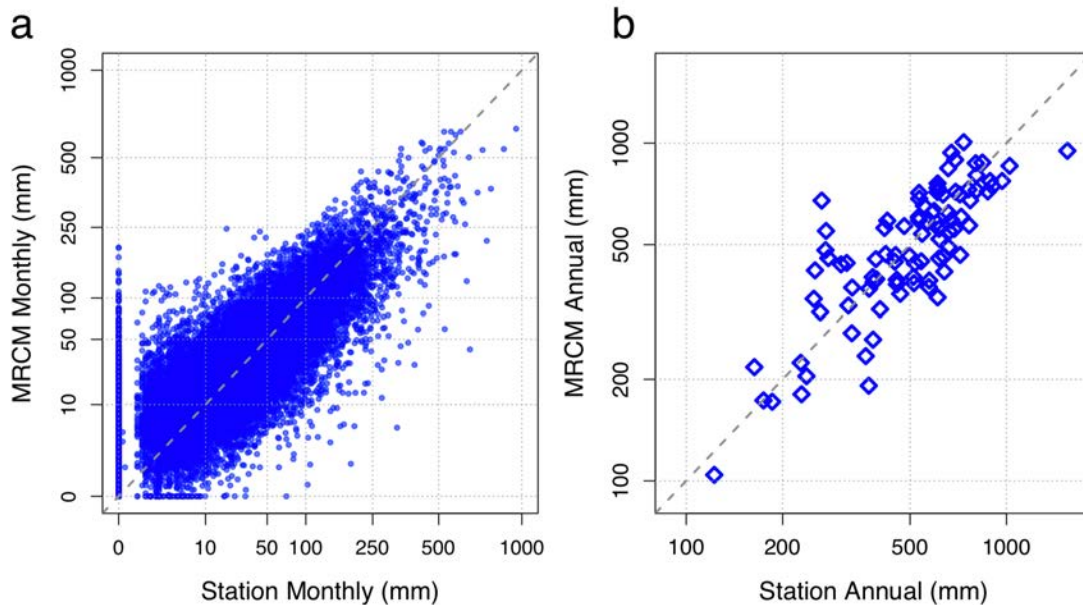 a
MRCM Monthly (mm)
1000
500
250
100
50
10
0
0 10 50 100 250 500 1000
Station Monthly (mm)
b
MRCM Annual (mm)
1000
500
200
100
100 200 500 1000
Station Annual (mm)